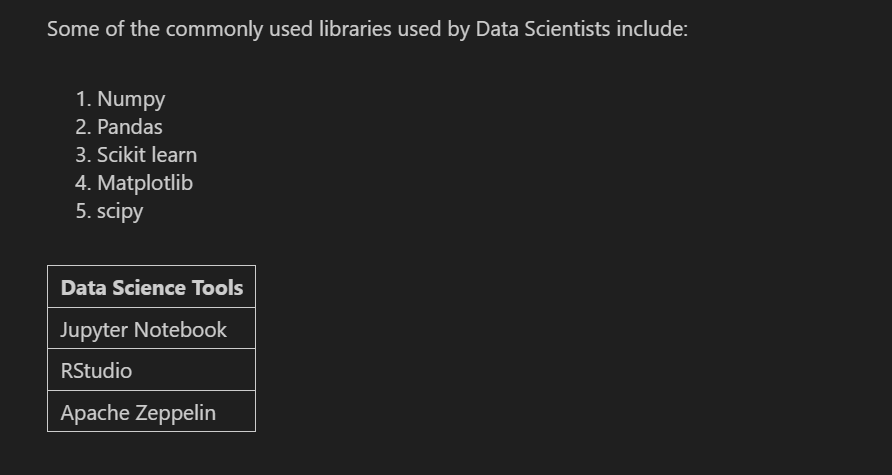 Some of the commonly used libraries used by Data Scientists include:
1. Numpy
2. Pandas
3. Scikit learn
4. Matplotlib
5. scipy
Data Science Tools
Jupyter Notebook
RStudio
Apache Zeppelin